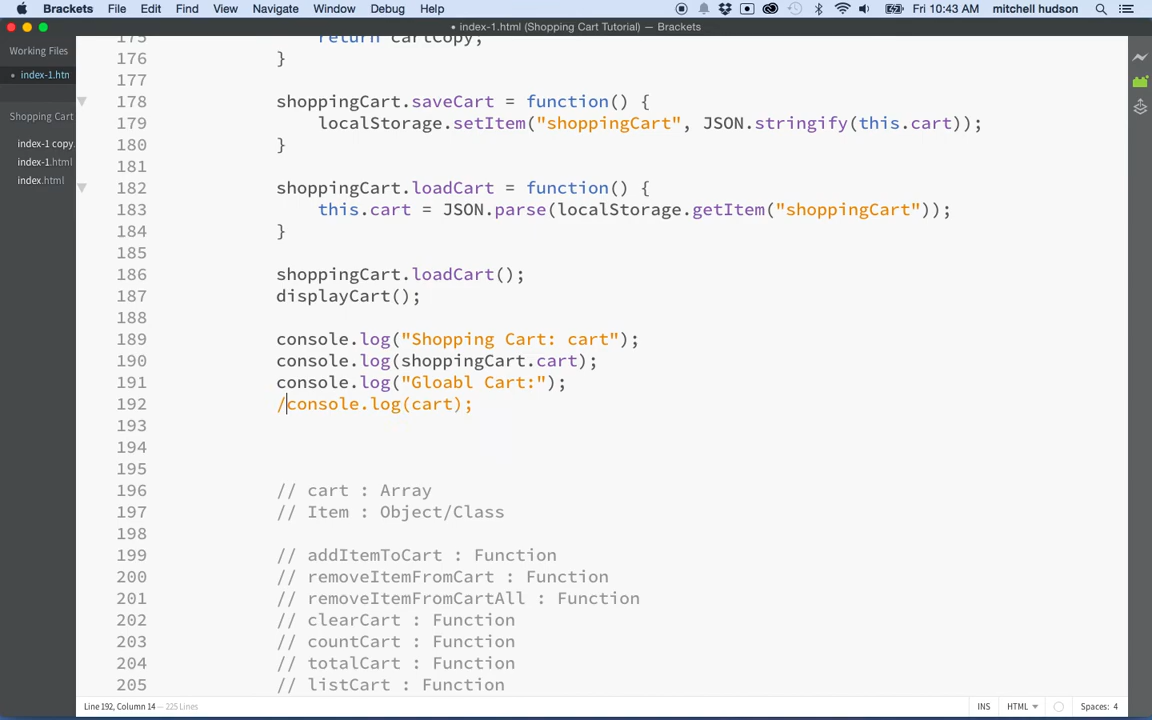 Brackets File Edit Find View Navigate Window Debug Help Fri 10:43 AM mitchell hudson
• index-1.html (Shopping Cart Tutorial) — Brackets
Working Files
• index-1.htm
Shopping Cart
index-1 copy.
index-1.html
index.html
175 return cartCopy;
176 }
177
178 shoppingCart.saveCart = function() {
179 localStorage.setItem("shoppingCart", JSON.stringify(this.cart));
180 }
181
182 shoppingCart.loadCart = function() {
183 this.cart = JSON.parse(localStorage.getItem("shoppingCart"));
184 }
185
186 shoppingCart.loadCart();
187 displayCart();
188
189 console.log("Shopping Cart: cart");
190 console.log(shoppingCart.cart);
191 console.log("Gloabl Cart:");
192 /console.log(cart);
193
194
195
196 // cart : Array
197 // Item : Object/Class
198
199 // addItemToCart : Function
200 // removeItemFromCart : Function
201 // removeItemFromCartAll : Function
202 // clearCart : Function
203 // countCart : Function
204 // totalCart : Function
205 // listCart : Function
Line 192, Column 14 — 225 Lines INS HTML Spaces: 4